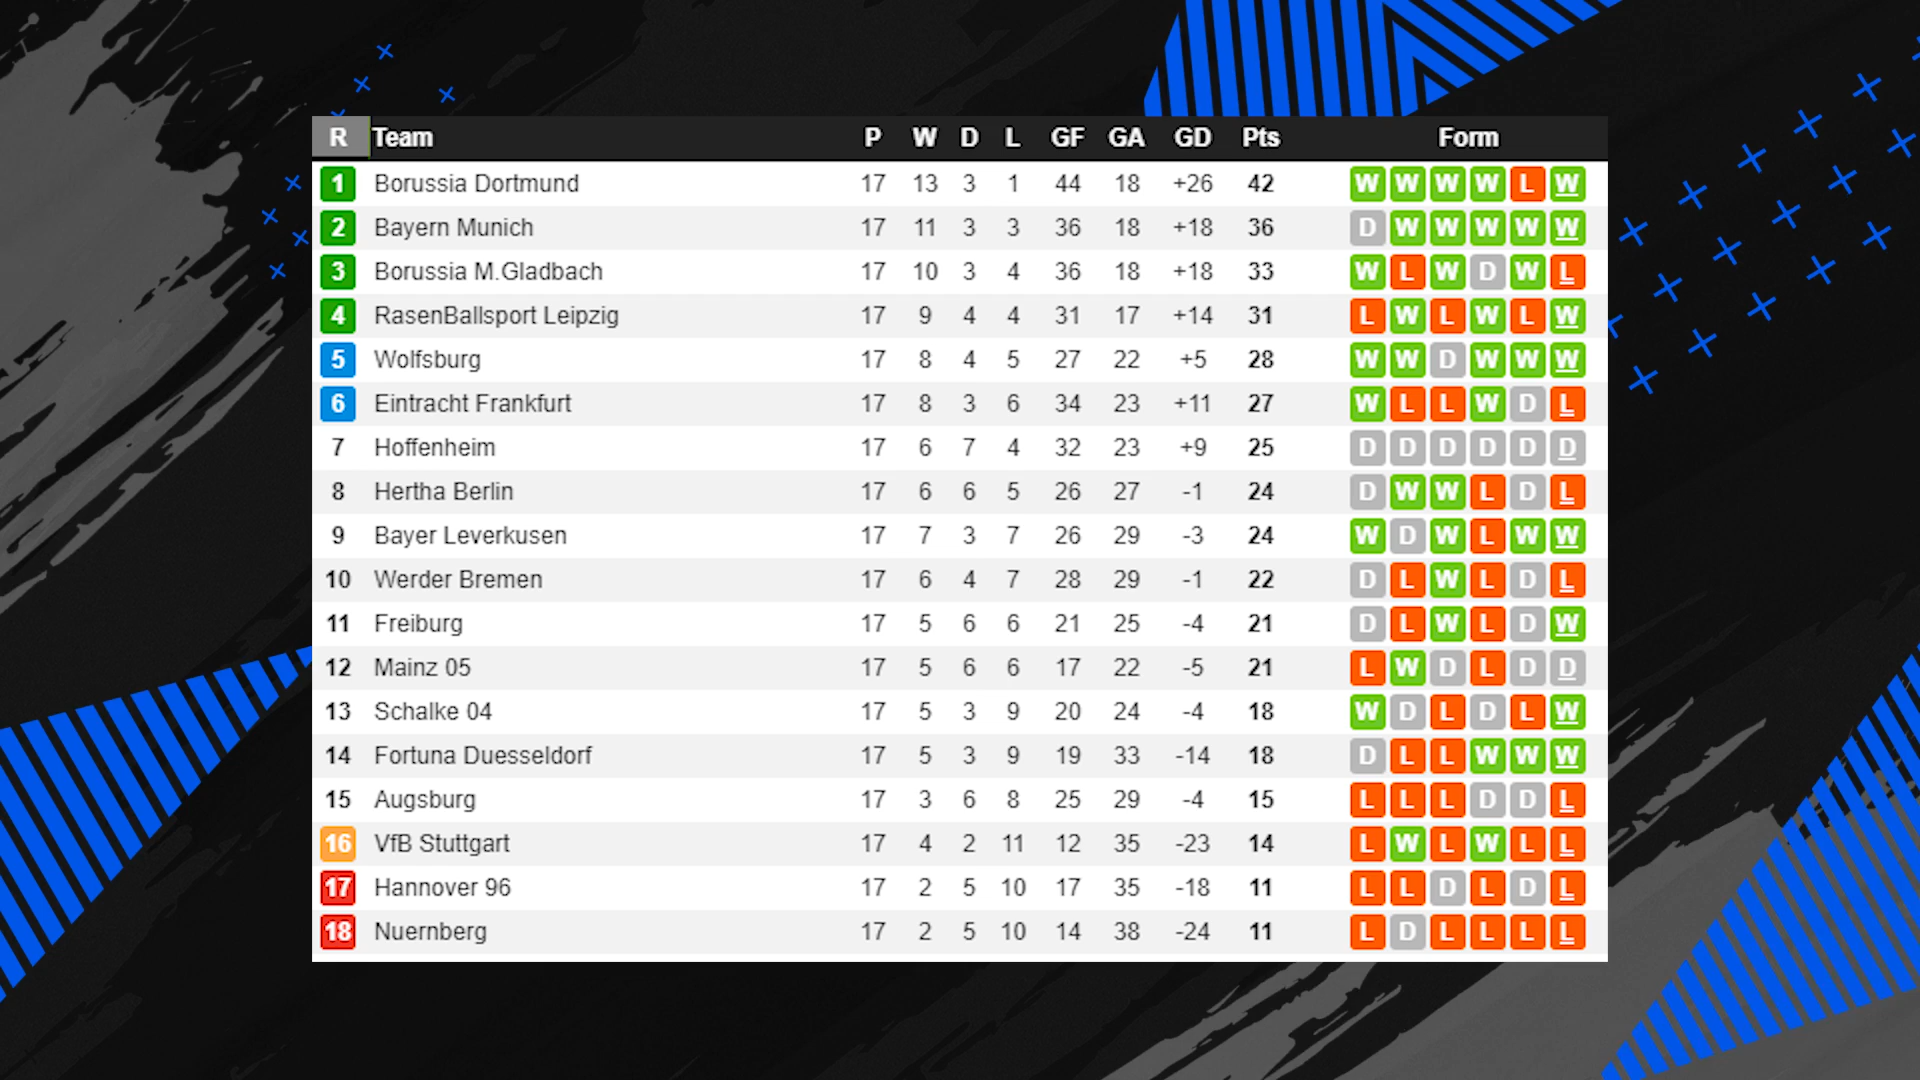 R Team P W D L GF GA GD Pts Form
1 Borussia Dortmund 17 13 3 1 44 18 +26 42 W W W W L W
2 Bayern Munich 17 11 3 3 36 18 +18 36 D W W W W W
3 Borussia M.Gladbach 17 10 3 4 36 18 +18 33 W L W D W L
4 RasenBallsport Leipzig 17 9 4 4 31 17 +14 31 L W L W L W
5 Wolfsburg 17 8 4 5 27 22 +5 28 W W D W W W
6 Eintracht Frankfurt 17 8 3 6 34 23 +11 27 W L L W D L
7 Hoffenheim 17 6 7 4 32 23 +9 25 D D D D D D
8 Hertha Berlin 17 6 6 5 26 27 -1 24 D W W L D L
9 Bayer Leverkusen 17 7 3 7 26 29 -3 24 W D W L W W
10 Werder Bremen 17 6 4 7 28 29 -1 22 D L W L D L
11 Freiburg 17 5 6 6 21 25 -4 21 D L W L D W
12 Mainz 05 17 5 6 6 17 22 -5 21 L W D L D D
13 Schalke 04 17 5 3 9 20 24 -4 18 W D L D L W
14 Fortuna Duesseldorf 17 5 3 9 19 33 -14 18 D L L W W W
15 Augsburg 17 3 6 8 25 29 -4 15 L L L D D L
16 VfB Stuttgart 17 4 2 11 12 35 -23 14 L W L W L L
17 Hannover 96 17 2 5 10 17 35 -18 11 L L D L D L
18 Nuernberg 17 2 5 10 14 38 -24 11 L D L L L L